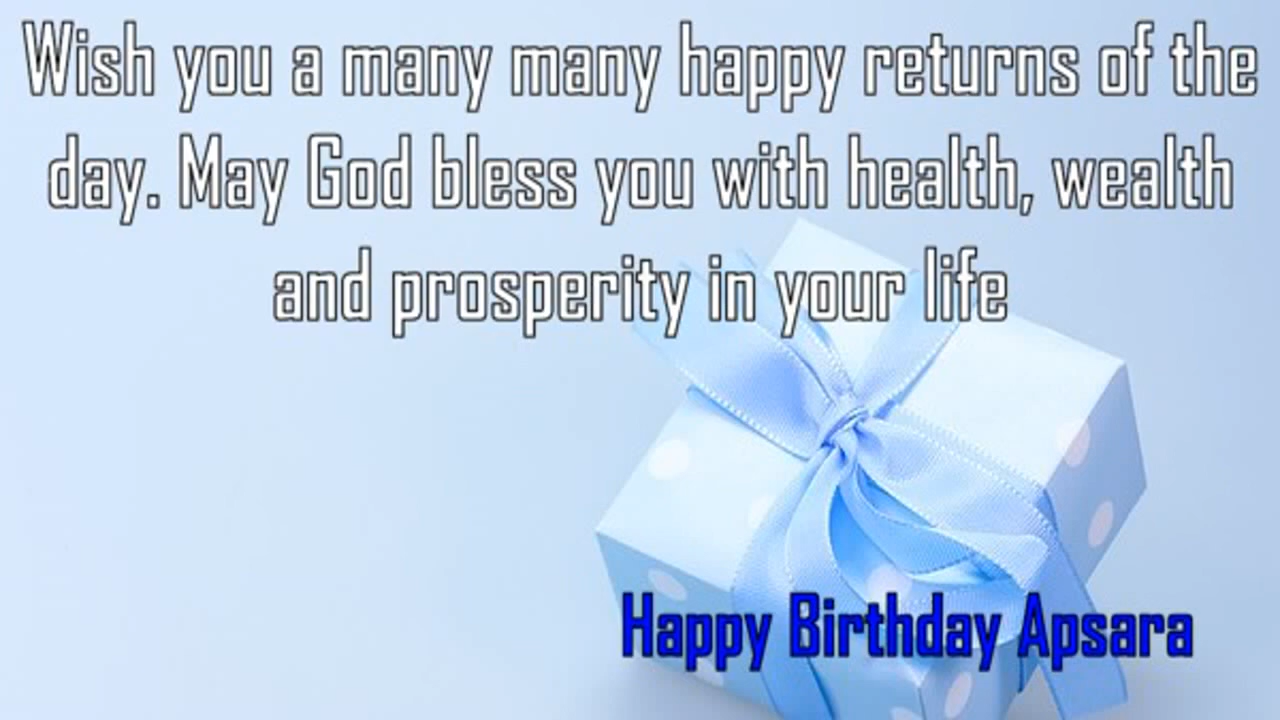 Wish you a many many happy returns of the
day. May God bless you with health, wealth
and prosperity in your life
Happy Birthday Apsara